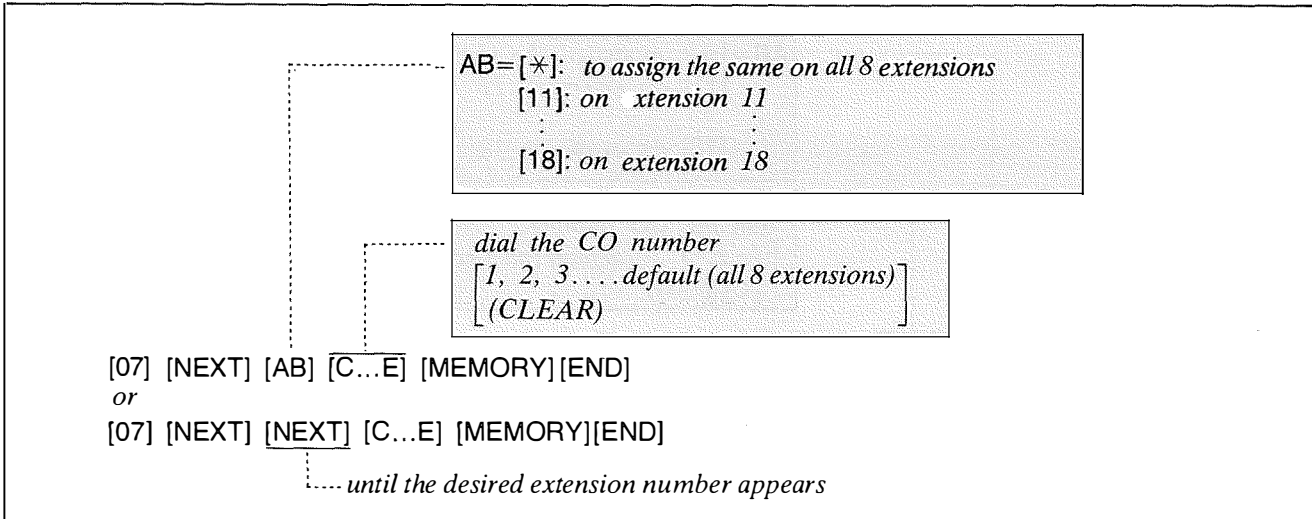 AB=[✳]: to assign the same on all 8 extensions
[11]: on xtension 11
[18]: on extension 18
dial the CO number
[1, 2, 3....default (all 8 extensions)
(CLEAR)]
[07] [NEXT] [AB] [C...E] [MEMORY][END]
or
[07] [NEXT] [NEXT] [C...E] [MEMORY][END]
until the desired extension number appears